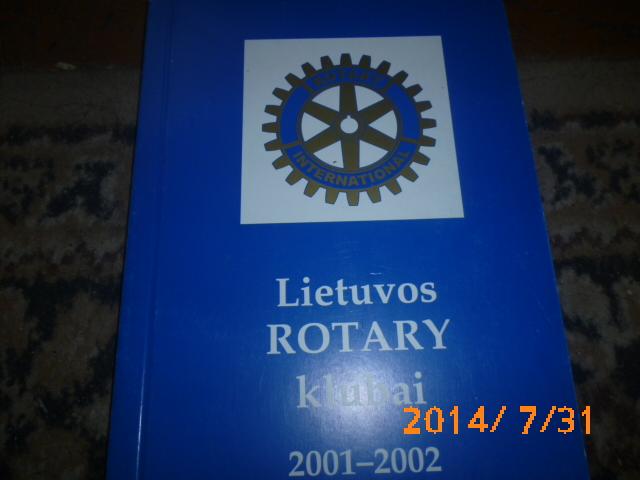 ROTARY
INTERNATIONAL
Lietuvos
ROTARY
klubai
2014/ 7/31
2001–2002